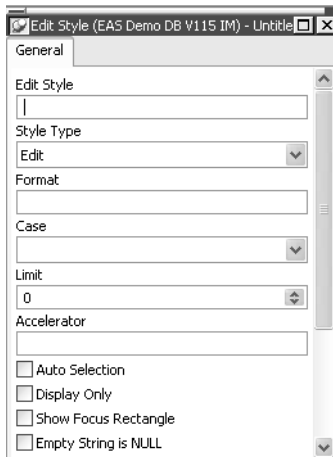 Edit Style (EAS Demo DB V115 IM) - Untitle
General
Edit Style
Style Type
Edit
Format
Case
Limit
0
Accelerator
Auto Selection
Display Only
Show Focus Rectangle
Empty String is NULL